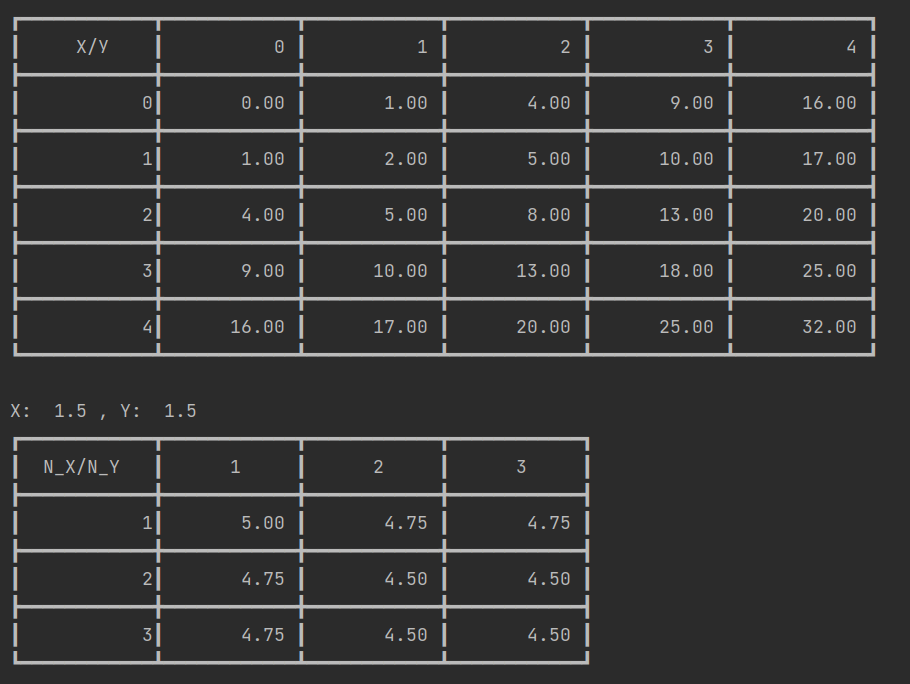 X/Y 0 1 2 3 4
0 0.00 1.00 4.00 9.00 16.00
1 1.00 2.00 5.00 10.00 17.00
2 4.00 5.00 8.00 13.00 20.00
3 9.00 10.00 13.00 18.00 25.00
4 16.00 17.00 20.00 25.00 32.00
X: 1.5 , Y: 1.5
N_X/N_Y 1 2 3
1 5.00 4.75 4.75
2 4.75 4.50 4.50
3 4.75 4.50 4.50